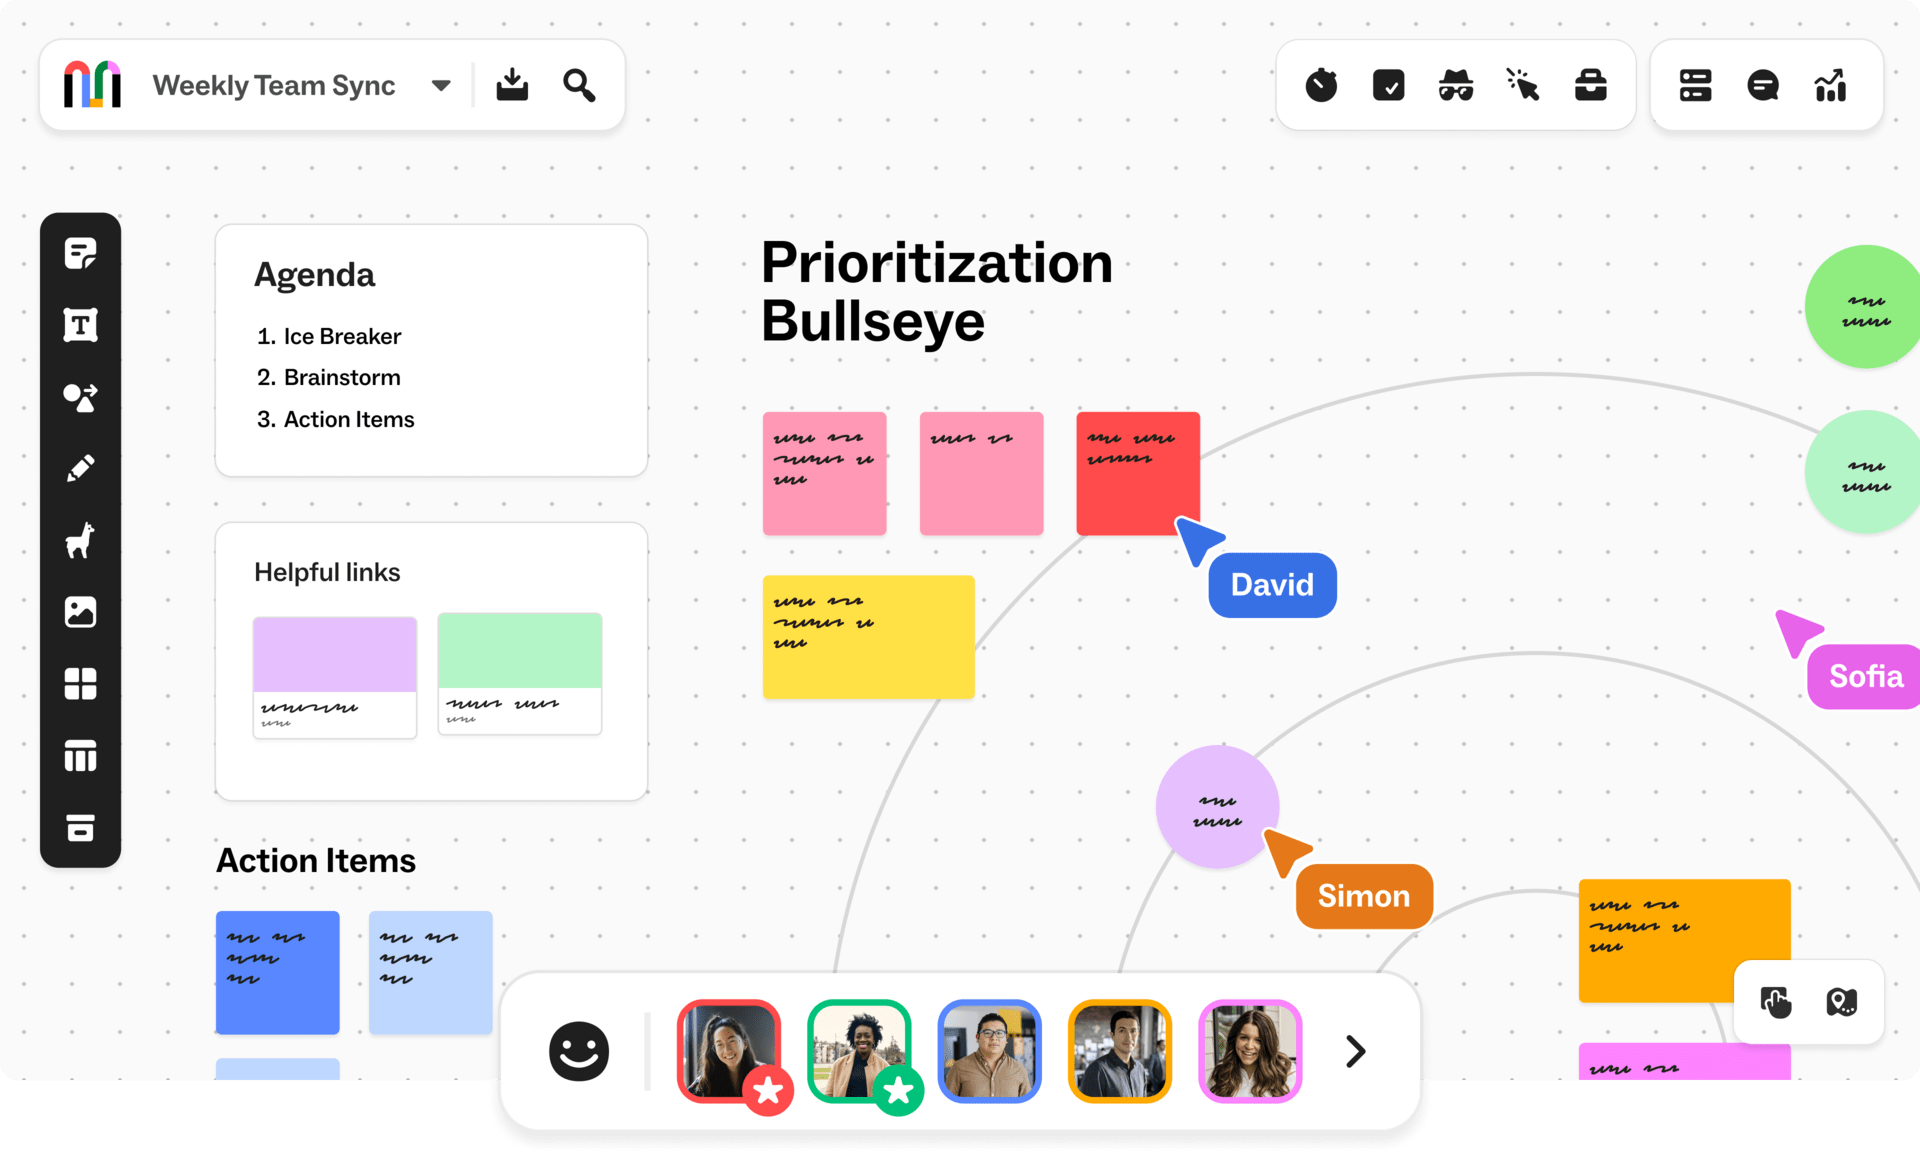 Weekly Team Sync
Agenda
1. Ice Breaker
2. Brainstorm
3. Action Items
Helpful links
Action Items
Prioritization
Bullseye
David
Sofia
Simon